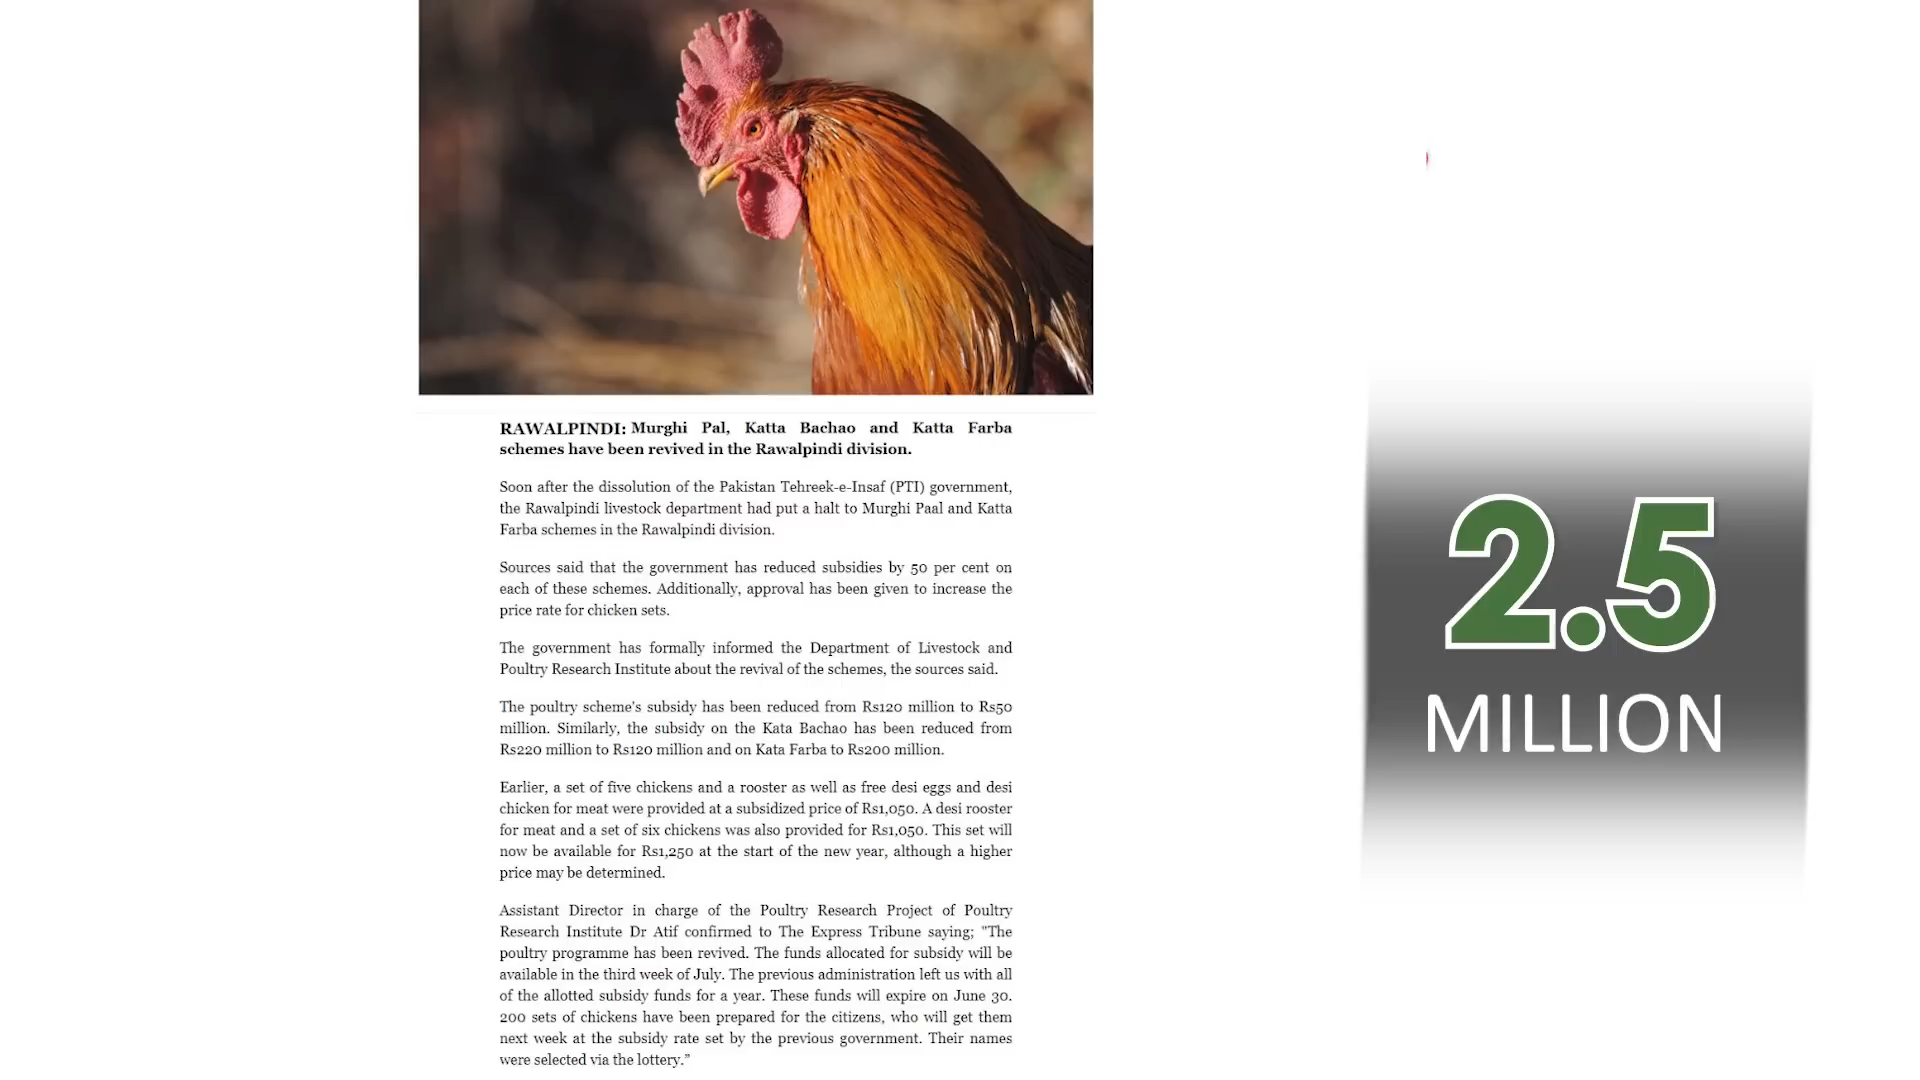 RAWALPINDI: Murghi Pal, Katta Bachao and Katta Farba
schemes have been revived in the Rawalpindi division.
Soon after the dissolution of the Pakistan Tehreek-e-Insaf (PTI) government,
the Rawalpindi livestock department had put a halt to Murghi Paal and Katta
Farba schemes in the Rawalpindi division.
Sources said that the government has reduced subsidies by 50 per cent on
each of these schemes. Additionally, approval has been given to increase the
price rate for chicken sets.
The government has formally informed the Department of Livestock and
Poultry Research Institute about the revival of the schemes, the sources said.
The poultry scheme's subsidy has been reduced from Rs120 million to Rs50
million. Similarly, the subsidy on the Kata Bachao has been reduced from
Rs220 million to Rs120 million and on Kata Farba to Rs200 million.
Earlier, a set of five chickens and a rooster as well as free desi eggs and desi
chicken for meat were provided at a subsidized price of Rs1,050. A desi rooster
for meat and a set of six chickens was also provided for Rs1,050. This set will
now be available for Rs1,250 at the start of the new year, although a higher
price may be determined.
Assistant Director in charge of the Poultry Research Project of Poultry
Research Institute Dr Atif confirmed to The Express Tribune saying; "The
poultry programme has been revived. The funds allocated for subsidy will be
available in the third week of July. The previous administration left us with all
of the allotted subsidy funds for a year. These funds will expire on June 30.
200 sets of chickens have been prepared for the citizens, who will get them
next week at the subsidy rate set by the previous government. Their names
were selected via the lottery.”
2.5
MILLION